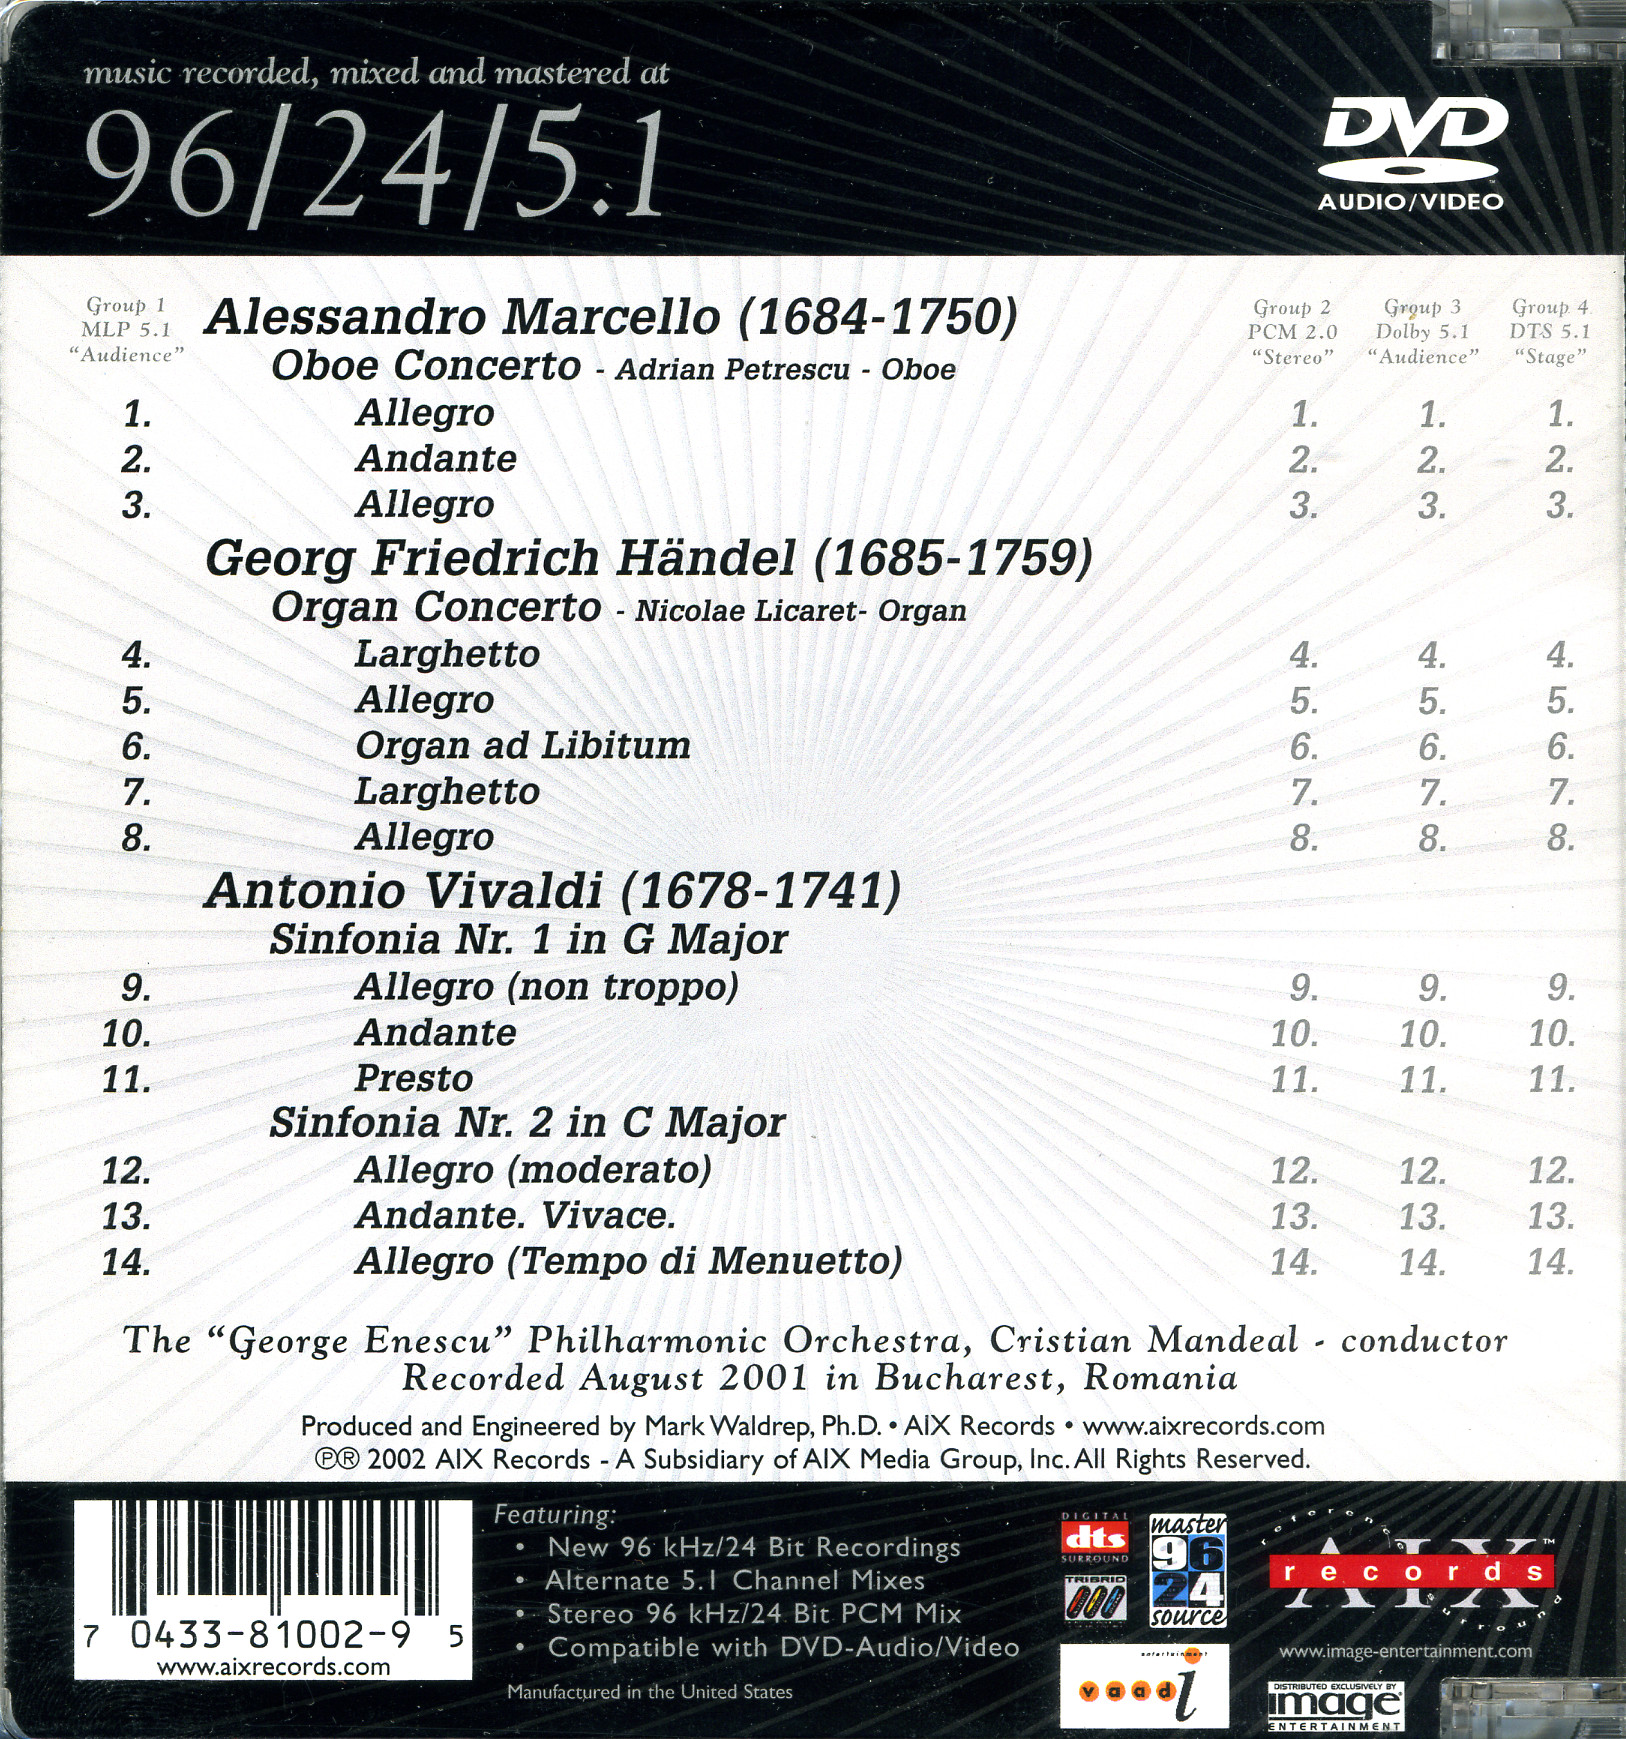 music recorded, mixed and mastered at
96/24/5.1
DVD
AUDIO/VIDEO
Group 1
MLP 5.1
“Audience”
Group 2
PCM 2.0
“Stereo”
Group 3
Dolby 5.1
“Audience”
Group 4
DTS 5.1
“Stage”
Alessandro Marcello (1684-1750)
Oboe Concerto - Adrian Petrescu - Oboe
1. Allegro 1. 1. 1.
2. Andante 2. 2. 2.
3. Allegro 3. 3. 3.
Georg Friedrich Händel (1685-1759)
Organ Concerto - Nicolae Licaret- Organ
4. Larghetto 4. 4. 4.
5. Allegro 5. 5. 5.
6. Organ ad Libitum 6. 6. 6.
7. Larghetto 7. 7. 7.
8. Allegro 8. 8. 8.
Antonio Vivaldi (1678-1741)
Sinfonia Nr. 1 in G Major
9. Allegro (non troppo) 9. 9. 9.
10. Andante 10. 10. 10.
11. Presto 11. 11. 11.
Sinfonia Nr. 2 in C Major
12. Allegro (moderato) 12. 12. 12.
13. Andante. Vivace. 13. 13. 13.
14. Allegro (Tempo di Menuetto) 14. 14. 14.
The “George Enescu” Philharmonic Orchestra, Cristian Mandeal - conductor
Recorded August 2001 in Bucharest, Romania
Produced and Engineered by Mark Waldrep, Ph.D. • AIX Records • www.aixrecords.com
℗® 2002 AIX Records - A Subsidiary of AIX Media Group, Inc. All Rights Reserved.
7 0433-81002-9 5
www.aixrecords.com
Featuring:
• New 96 kHz/24 Bit Recordings
• Alternate 5.1 Channel Mixes
• Stereo 96 kHz/24 Bit PCM Mix
• Compatible with DVD-Audio/Video
Manufactured in the United States
DIGITAL
dts
SURROUND
TRIBRID
master
96
24
source
entertainment
vaadi
reference
AIX™
records
surround
www.image-entertainment.com
DISTRIBUTED EXCLUSIVELY BY
image®
ENTERTAINMENT